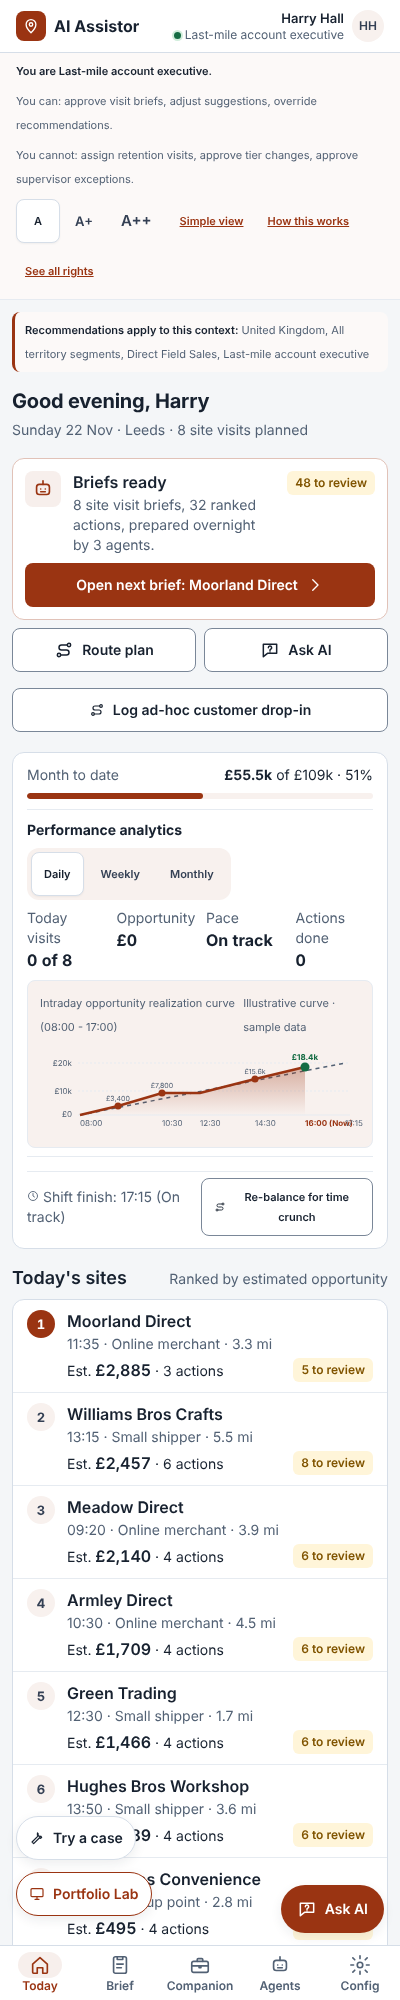 AI Assistor
Harry Hall
Last-mile account executive
HH
You are Last-mile account executive.
You can: approve visit briefs, adjust suggestions, override
recommendations.
You cannot: assign retention visits, approve tier changes, approve
supervisor exceptions.
A
A+
A++
Simple view
How this works
See all rights
Recommendations apply to this context: United Kingdom, All
territory segments, Direct Field Sales, Last-mile account executive
Good evening, Harry
Sunday 22 Nov · Leeds · 8 site visits planned
Briefs ready
48 to review
8 site visit briefs, 32 ranked
actions, prepared overnight
by 3 agents.
Open next brief: Moorland Direct
Route plan
Ask AI
Log ad-hoc customer drop-in
Month to date
£55.5k of £109k · 51%
Performance analytics
Daily
Weekly
Monthly
Today visits
0 of 8
Opportunity
£0
Pace
On track
Actions done
0
Intraday opportunity realization curve
(08:00 - 17:00)
Illustrative curve ·
sample data
£20k
£10k
£0
£3,400
£7,800
£15.6k
£18.4k
08:00
10:30
12:30
14:30
16:00 (Now)
17:15
Shift finish: 17:15 (On
track)
Re-balance for time
crunch
Today's sites
Ranked by estimated opportunity
1
Moorland Direct
11:35 · Online merchant · 3.3 mi
Est. £2,885 · 3 actions
5 to review
2
Williams Bros Crafts
13:15 · Small shipper · 5.5 mi
Est. £2,457 · 6 actions
8 to review
3
Meadow Direct
09:20 · Online merchant · 3.9 mi
Est. £2,140 · 4 actions
6 to review
4
Armley Direct
10:30 · Online merchant · 4.5 mi
Est. £1,709 · 4 actions
6 to review
5
Green Trading
12:30 · Small shipper · 1.7 mi
Est. £1,466 · 4 actions
6 to review
6
Hughes Bros Workshop
13:50 · Small shipper · 3.6 mi
39 · 4 actions
6 to review
Try a case
s Convenience
up point · 2.8 mi
Portfolio Lab
Est. £495 · 4 actions
Ask AI
Today
Brief
Companion
Agents
Config